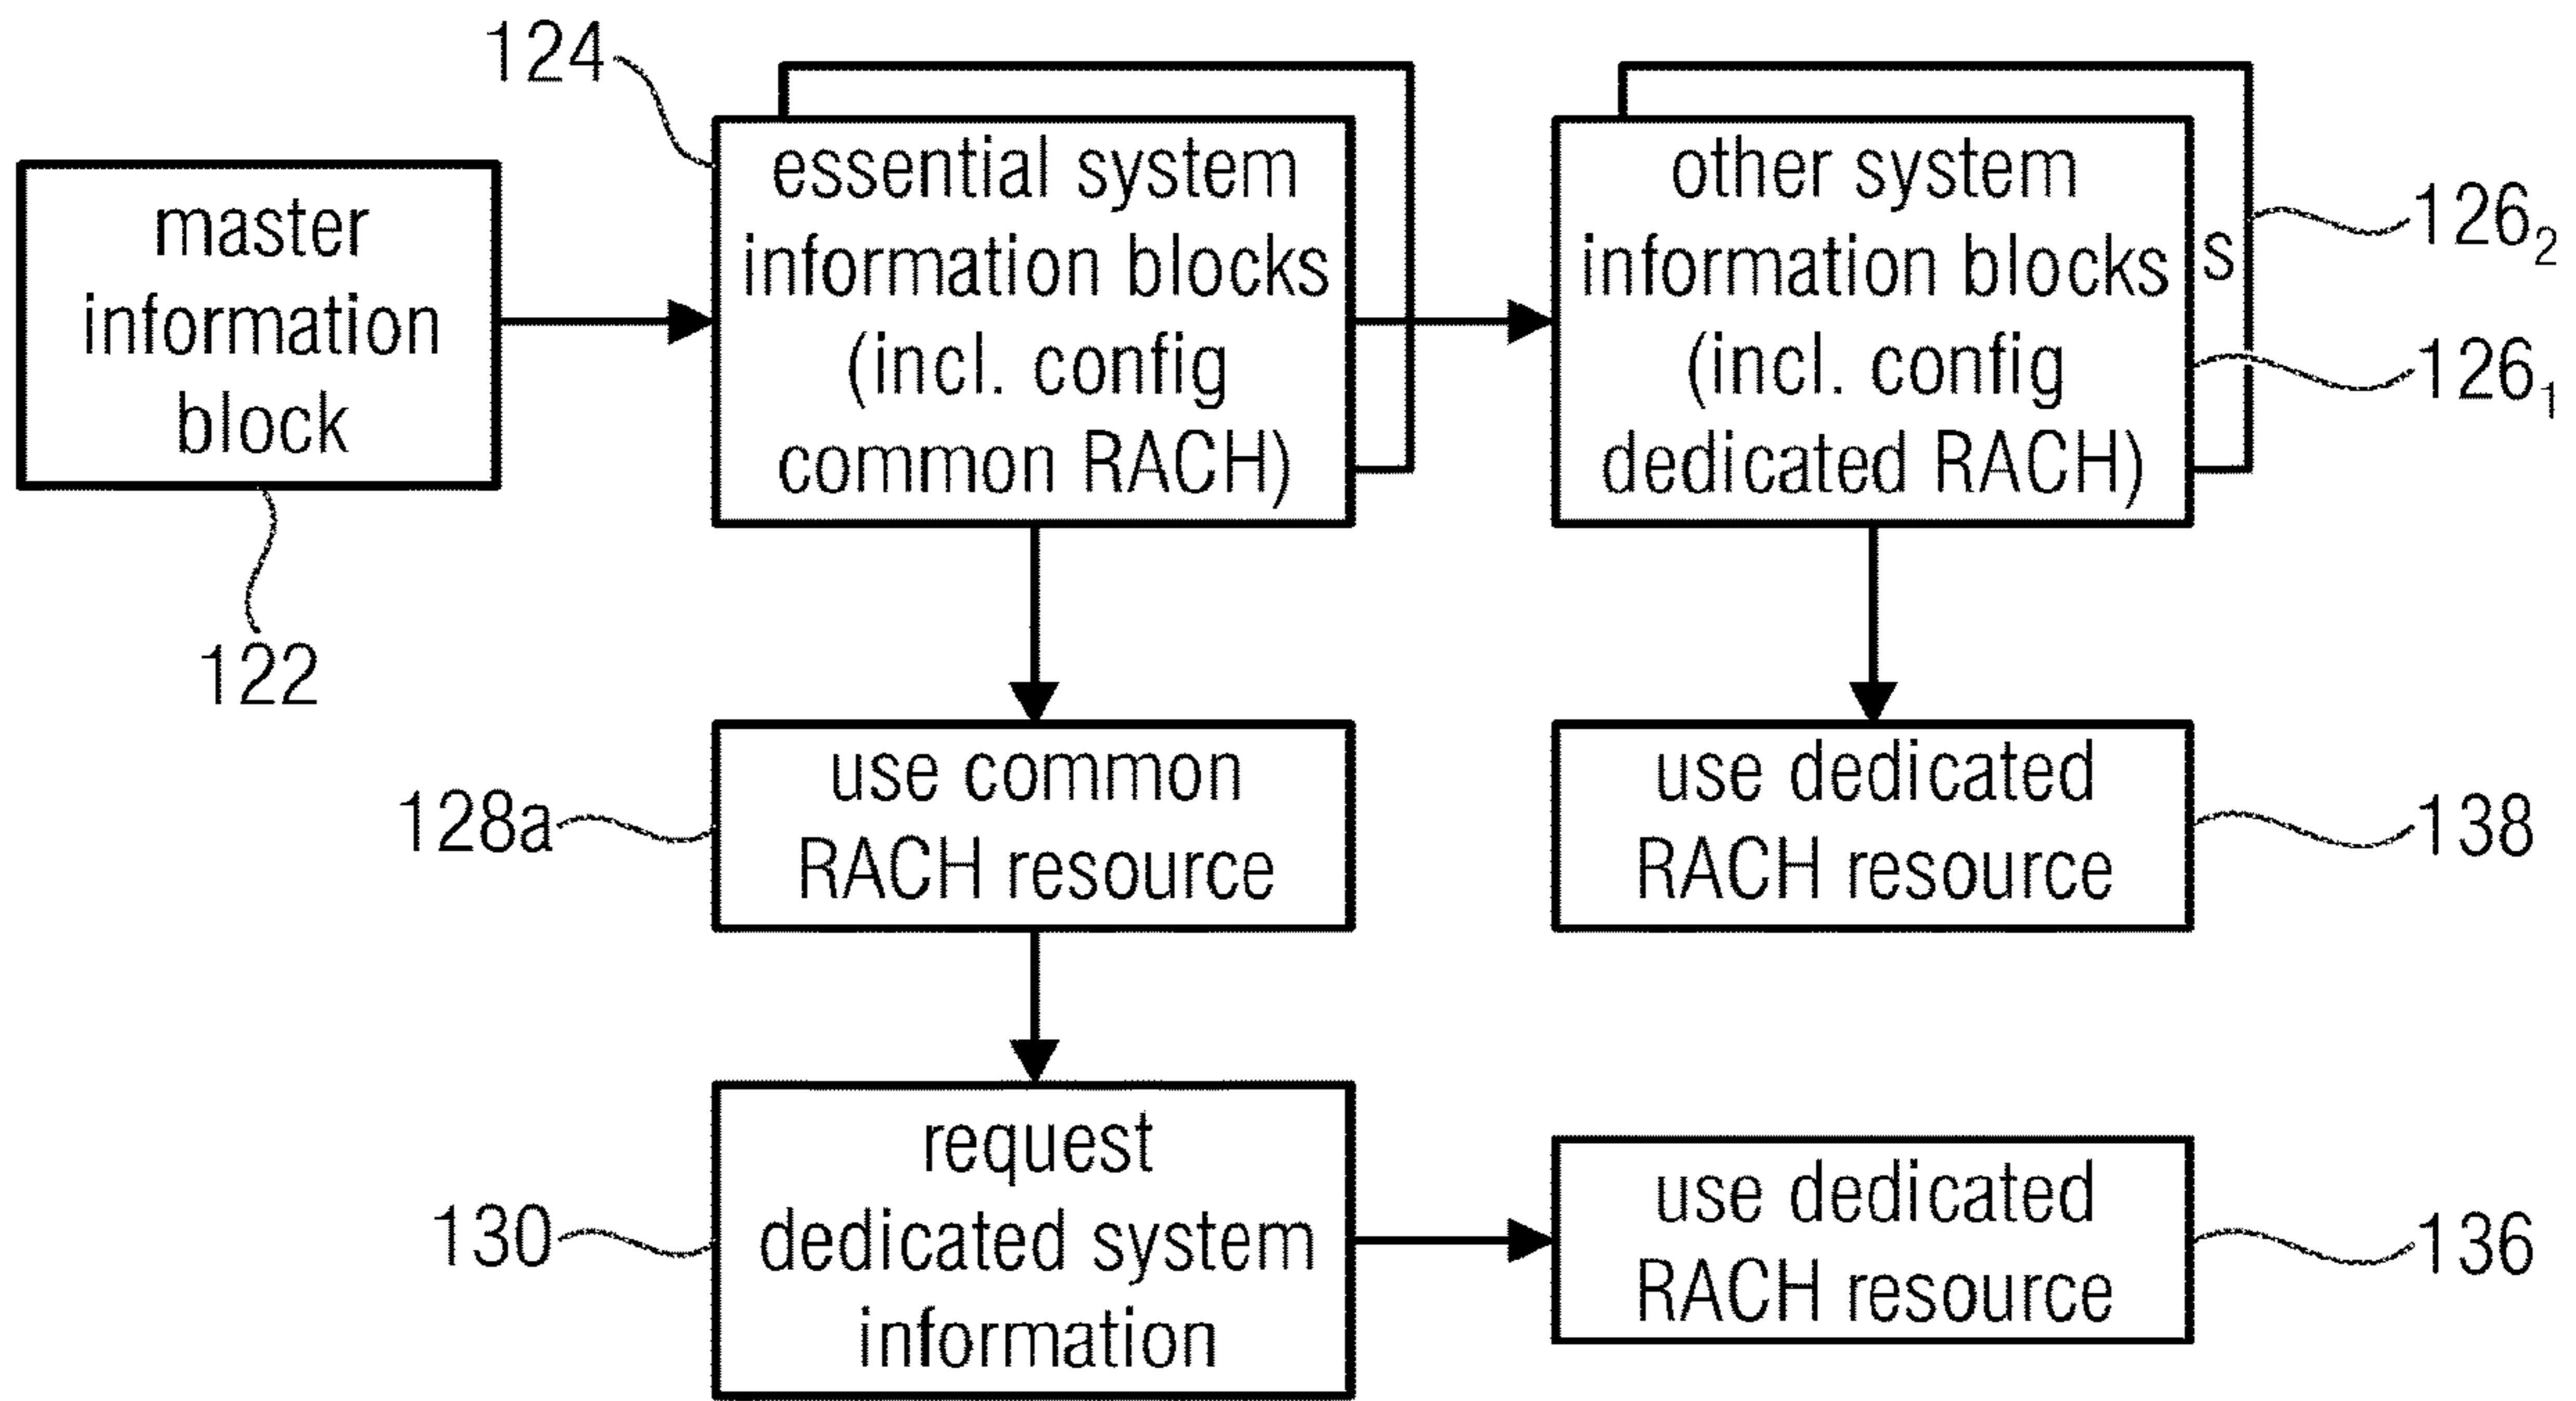 124
master
information
block
122
essential system
information blocks
(incl. config
common RACH)
other system
information blocks
(incl. config
dedicated RACH)
s
126₂
126₁
128a
use common
RACH resource
use dedicated
RACH resource
138
130
request
dedicated system
information
use dedicated
RACH resource
136